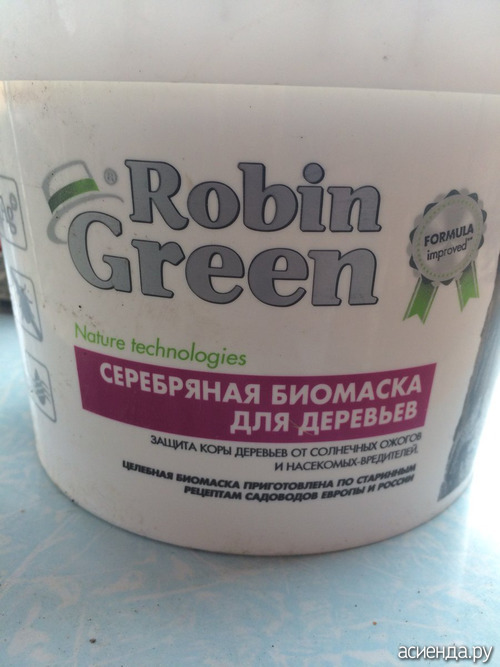 Robin
Green
®
FORMULA
improved
Nature technologies
СЕРЕБРЯНАЯ БИОМАСКА
ДЛЯ ДЕРЕВЬЕВ
ЗАЩИТА КОРЫ ДЕРЕВЬЕВ ОТ СОЛНЕЧНЫХ ОЖОГОВ
И НАСЕКОМЫХ-ВРЕДИТЕЛЕЙ.
ЦЕЛЕБНАЯ БИОМАСКА ПРИГОТОВЛЕНА ПО СТАРИННЫМ
РЕЦЕПТАМ САДОВОДОВ ЕВРОПЫ И РОССИИ
асиенда.ру